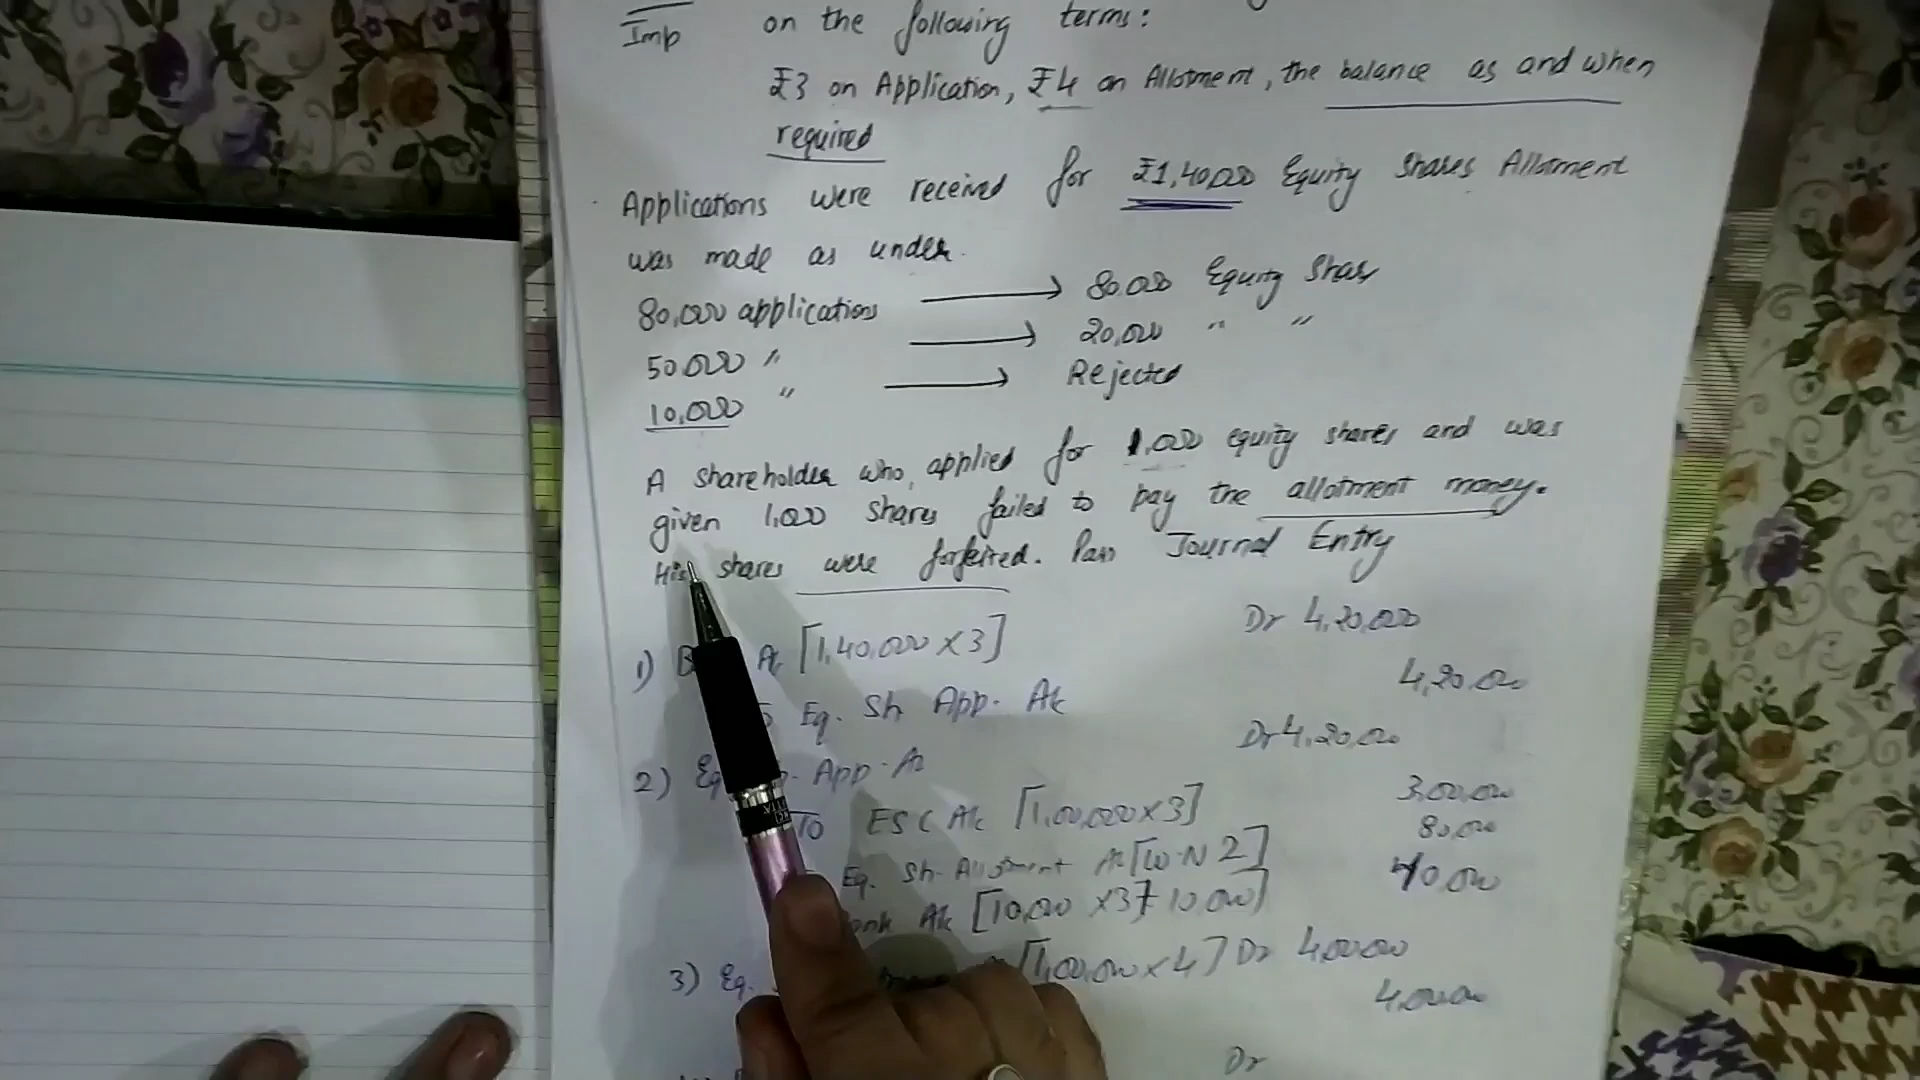 Imp on the following terms:
₹3 on Application, ₹4 on Allotment, the balance as and when
required
Applications were received for ₹1,40,000 Equity Shares Allotment
was made as under.
80,000 applications → 80,000 Equity Shas
50,000 " → 20,000 " "
10,000 " → Rejected
A shareholder who applied for 1,000 equity shares and was
given 1,000 shares failed to pay the allotment money.
His shares were forfeited. Pass Journal Entry
1) B A/c [1,40,000 X 3] Dr 4,20,000
Eq. Sh App. A/c 4,20,000
2) Eq App. A/c Dr 4,20,000
To ESC A/c [1,00,000 X 3] 3,00,000
Eq. Sh. Allotment A/c [W.N 2] 80,000
A/c [10,000 X 3 + 10,000] 40,000
3) Eq. [1,00,000 X 4] Dr 4,00,000
4,00,000
Dr